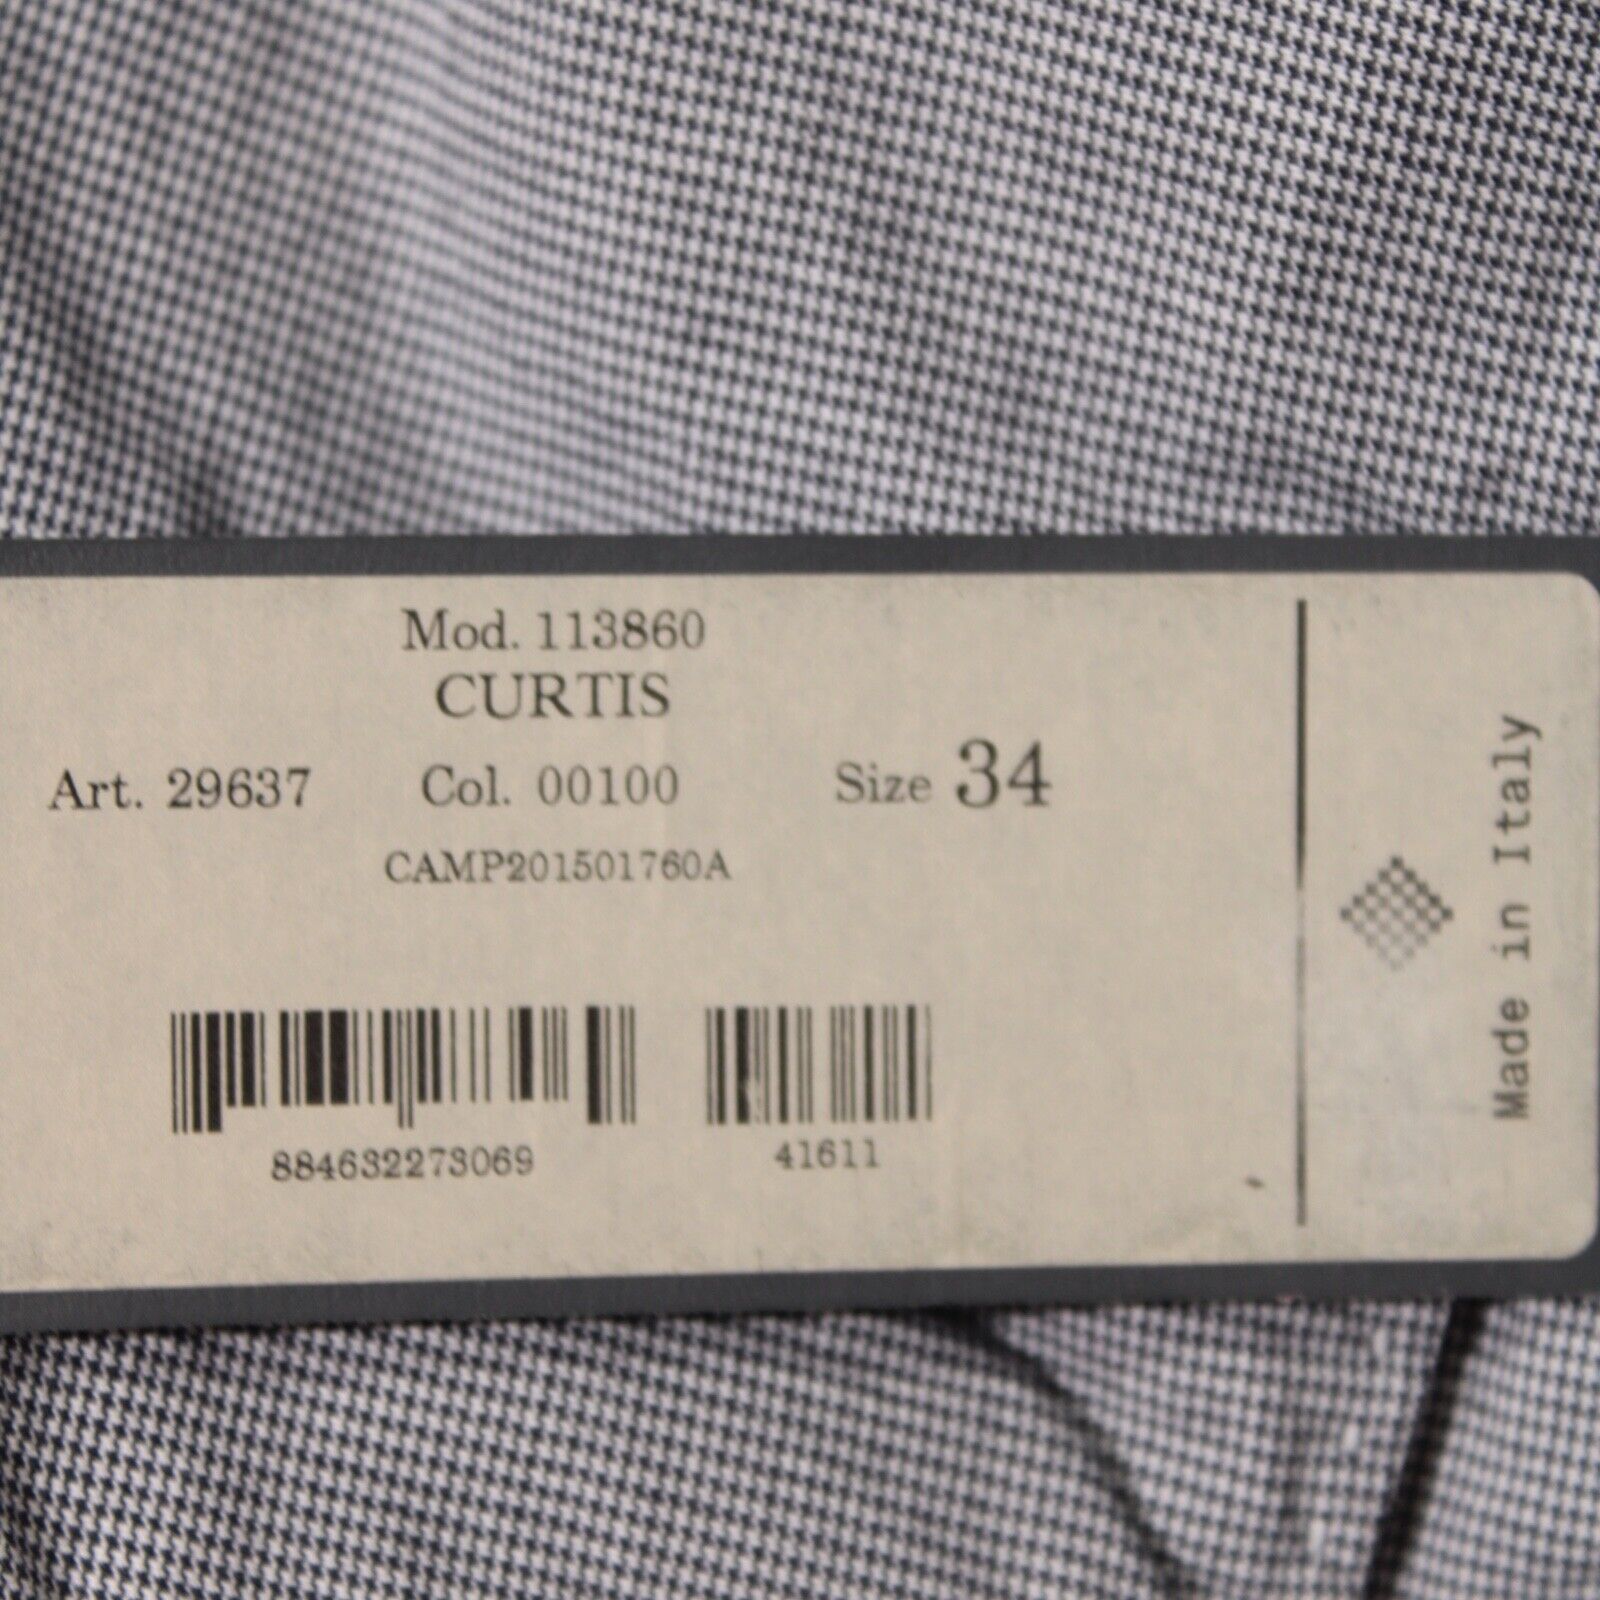 Mod. 113860
CURTIS
Art. 29637 Col. 00100 Size 34
CAMP201501760A
884632273069 41611
Made in Italy